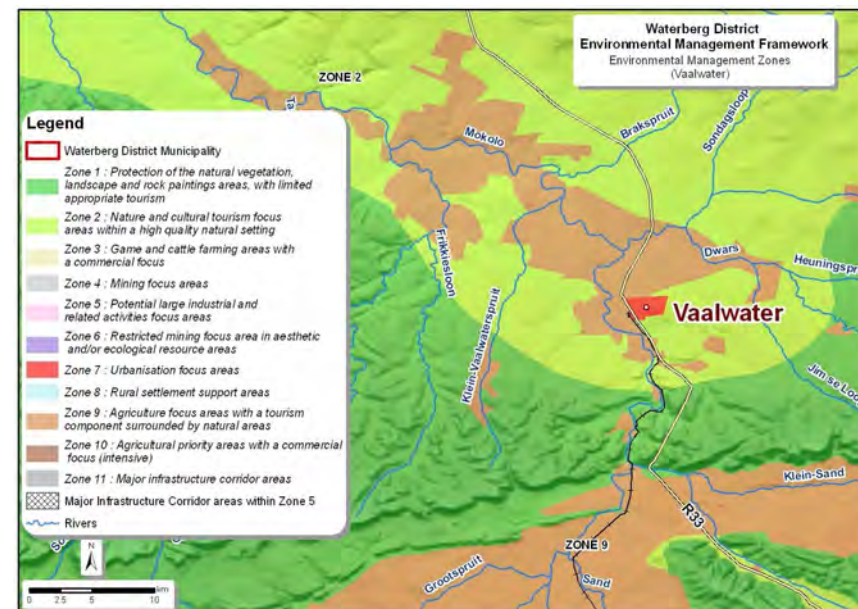 Waterberg District
Environmental Management Framework
Environmental Management Zones
(Vaalwater)
ZONE 2
Legend
Waterberg District Municipality
Zone 1 : Protection of the natural vegetation,
landscape and rock paintings areas, with limited
appropriate tourism
Zone 2 : Nature and cultural tourism focus
areas within a high quality natural setting
Zone 3 : Game and cattle farming areas with
a commercial focus
Zone 4 : Mining focus areas
Zone 5 : Potential large industrial and
related activities focus areas
Zone 6 : Restricted mining focus area in aesthetic
and/or ecological resource areas
Zone 7 : Urbanisation focus areas
Zone 8 : Rural settlement support areas
Zone 9 : Agriculture focus areas with a tourism
component surrounded by natural areas
Zone 10 : Agricultural priority areas with a commercial
focus (intensive)
Zone 11 : Major infrastructure corridor areas
Major Infrastructure Corridor areas within Zone 5
Rivers
N
km
0 2.5 5 10
Mokolo
Brakspruit
Sondagsloop
Frikkiesloon
Klein-Vaalwaterspruit
Dwars
Vaalwater
Klein-Sand
R33
ZONE 9
Grootspruit
Sand